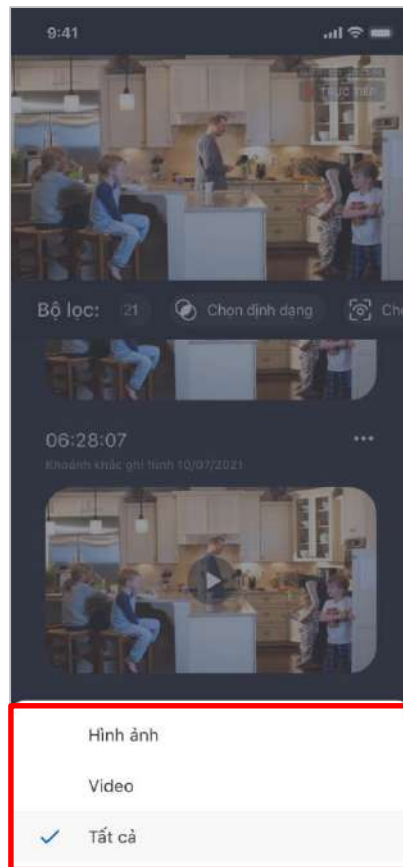 9:41
TRỰC TIẾP
Bộ lọc:
21
Chọn định dạng
06:28:07
Khoảnh khắc ghi hình 10/07/2021
Hình ảnh
Video
Tất cả